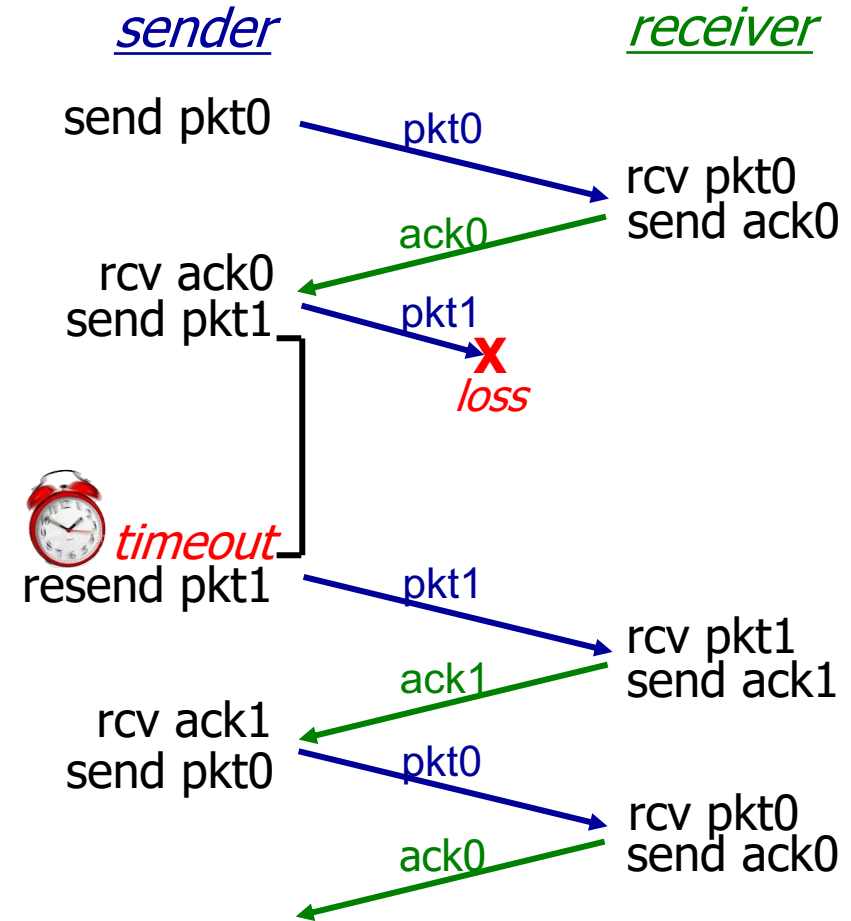 sender
receiver
send pkt0
pkt0
rcv pkt0
send ack0
ack0
rcv ack0
send pkt1
pkt1
X
loss
timeout
resend pkt1
pkt1
rcv pkt1
send ack1
ack1
rcv ack1
send pkt0
pkt0
rcv pkt0
send ack0
ack0